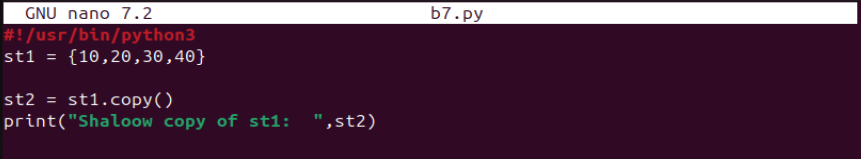 GNU nano 7.2 b7.py
#!/usr/bin/python3
st1 = {10,20,30,40}
st2 = st1.copy()
print("Shaloow copy of st1:  ",st2)